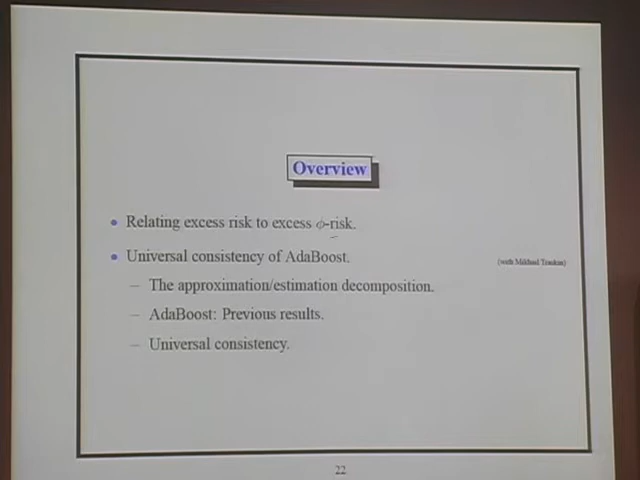 Overview
• Relating excess risk to excess ϕ-risk.
• Universal consistency of AdaBoost.
(with Mikhail Traskin)
– The approximation/estimation decomposition.
– AdaBoost: Previous results.
– Universal consistency.
22